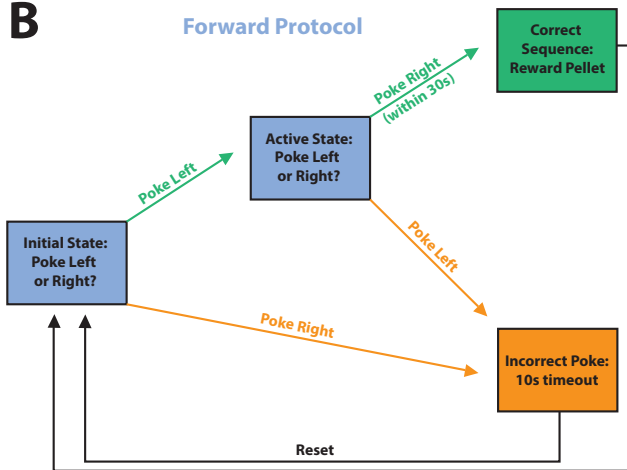 B
Forward Protocol
Correct
Sequence:
Reward Pellet
Poke Right
(within 30s)
Active State:
Poke Left
or Right?
Poke Left
Initial State:
Poke Left
or Right?
Poke Left
Poke Right
Incorrect Poke:
10s timeout
Reset